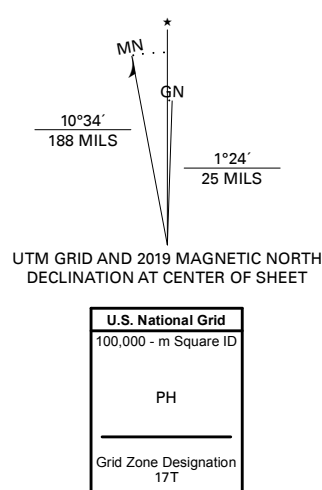 ★
MN
GN
10°34´
188 MILS
1°24´
25 MILS
UTM GRID AND 2019 MAGNETIC NORTH
DECLINATION AT CENTER OF SHEET
U.S. National Grid
100,000 - m Square ID
PH
Grid Zone Designation
17T